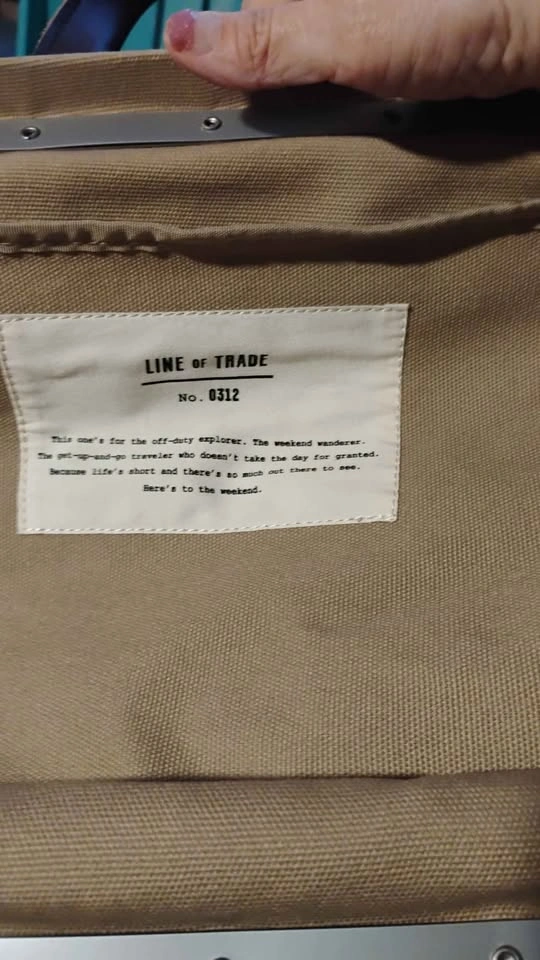 LINE OF TRADE
No. 0312
This one's for the off-duty explorer. The weekend wanderer.
The get-up-and-go traveler who doesn't take the day for granted.
Because life's short and there's so much out there to see.
Here's to the weekend.